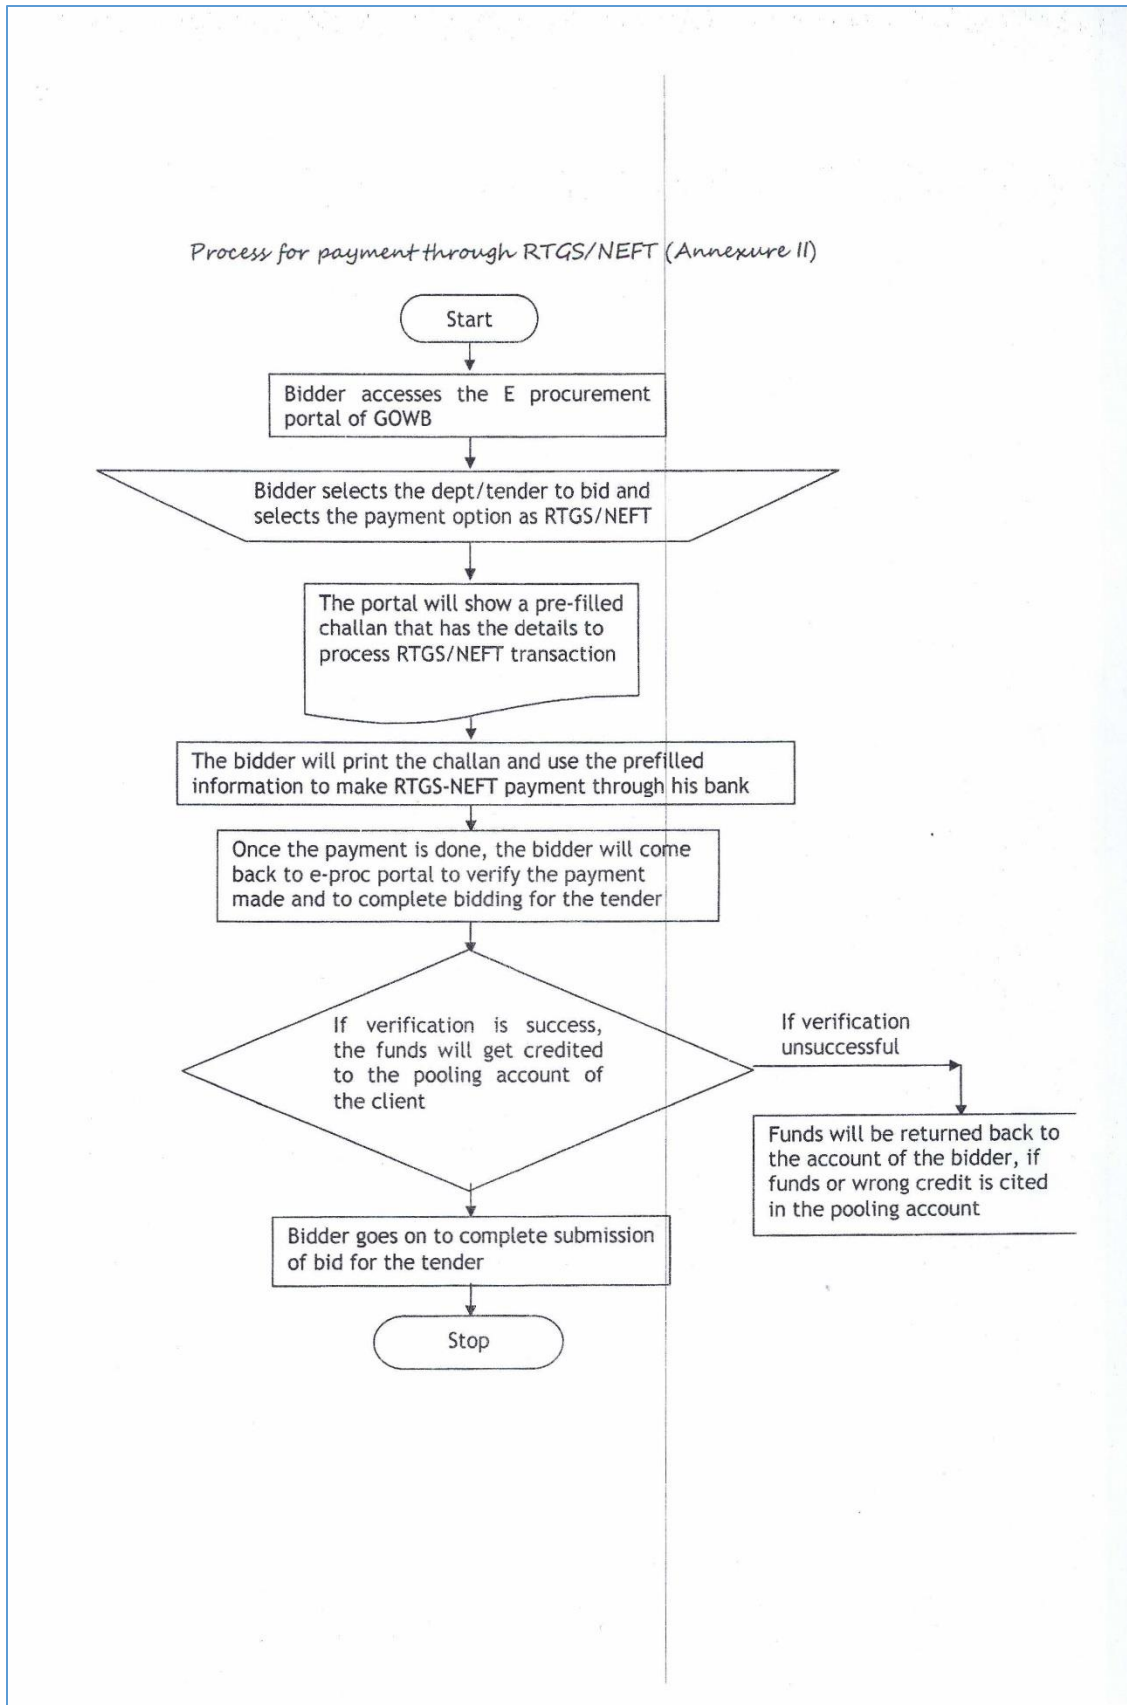 Process for payment through RTGS/NEFT (Annexure II)
Start
Bidder accesses the E procurement
portal of GOWB
Bidder selects the dept/tender to bid and
selects the payment option as RTGS/NEFT
The portal will show a pre-filled
challan that has the details to
process RTGS/NEFT transaction
The bidder will print the challan and use the prefilled
information to make RTGS-NEFT payment through his bank
Once the payment is done, the bidder will come
back to e-proc portal to verify the payment
made and to complete bidding for the tender
If verification is success,
the funds will get credited
to the pooling account of
the client
If verification
unsuccessful
Funds will be returned back to
the account of the bidder, if
funds or wrong credit is cited
in the pooling account
Bidder goes on to complete submission
of bid for the tender
Stop